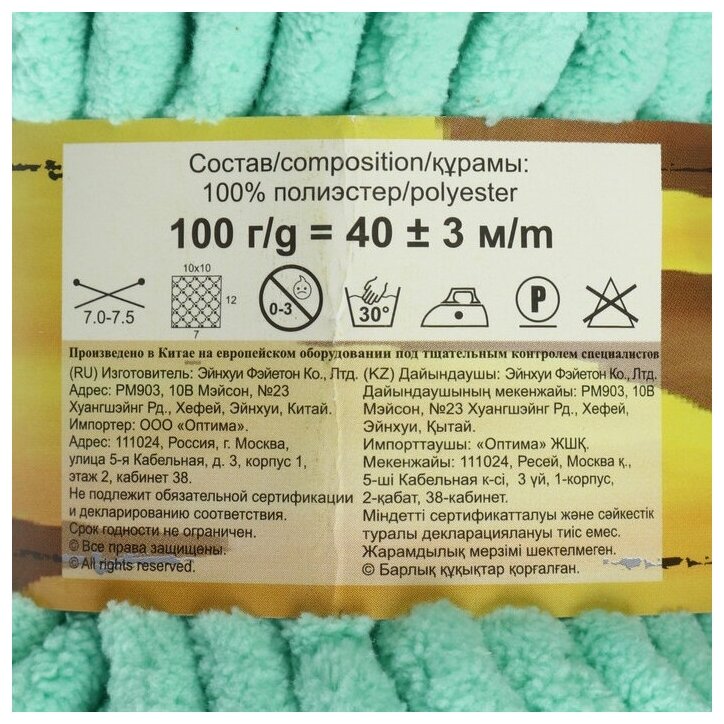 Состав/composition/құрамы:
100% полиэстер/polyester
100 г/g = 40 ± 3 м/m
7.0-7.5
10x10
12
7
0-3
30°
P
Произведено в Китае на европейском оборудовании под тщательным контролем специалистов
(RU) Изготовитель: Эйнхуи Фэйетон Ко., Лтд.
Адрес: РМ903, 10В Мэйсон, №23
Хуангшэйнг Рд., Хефей, Эйнхуи, Китай.
Импортер: ООО «Оптима».
Адрес: 111024, Россия, г. Москва,
улица 5-я Кабельная, д. 3, корпус 1,
этаж 2, кабинет 38.
Не подлежит обязательной сертификации
и декларированию соответствия.
Срок годности не ограничен.
© Все права защищены.
© All rights reserved.
(KZ) Дайындаушы: Эйнхуи Фэйетон Ко., Лтд.
Дайындаушының мекенжайы: РМ903, 10В
Мэйсон, №23 Хуангшэйнг Рд., Хефей,
Эйнхуи, Қытай.
Импорттаушы: «Оптима» ЖШҚ.
Мекенжайы: 111024, Ресей, Москва қ.,
5-ші Кабельная к-сі, 3 үй, 1-корпус,
2-қабат, 38-кабинет.
Міндетті сертификатталуы және сәйкестік
туралы декларациялануы тиіс емес.
Жарамдылық мерзімі шектелмеген.
© Барлық құқықтар қорғалған.